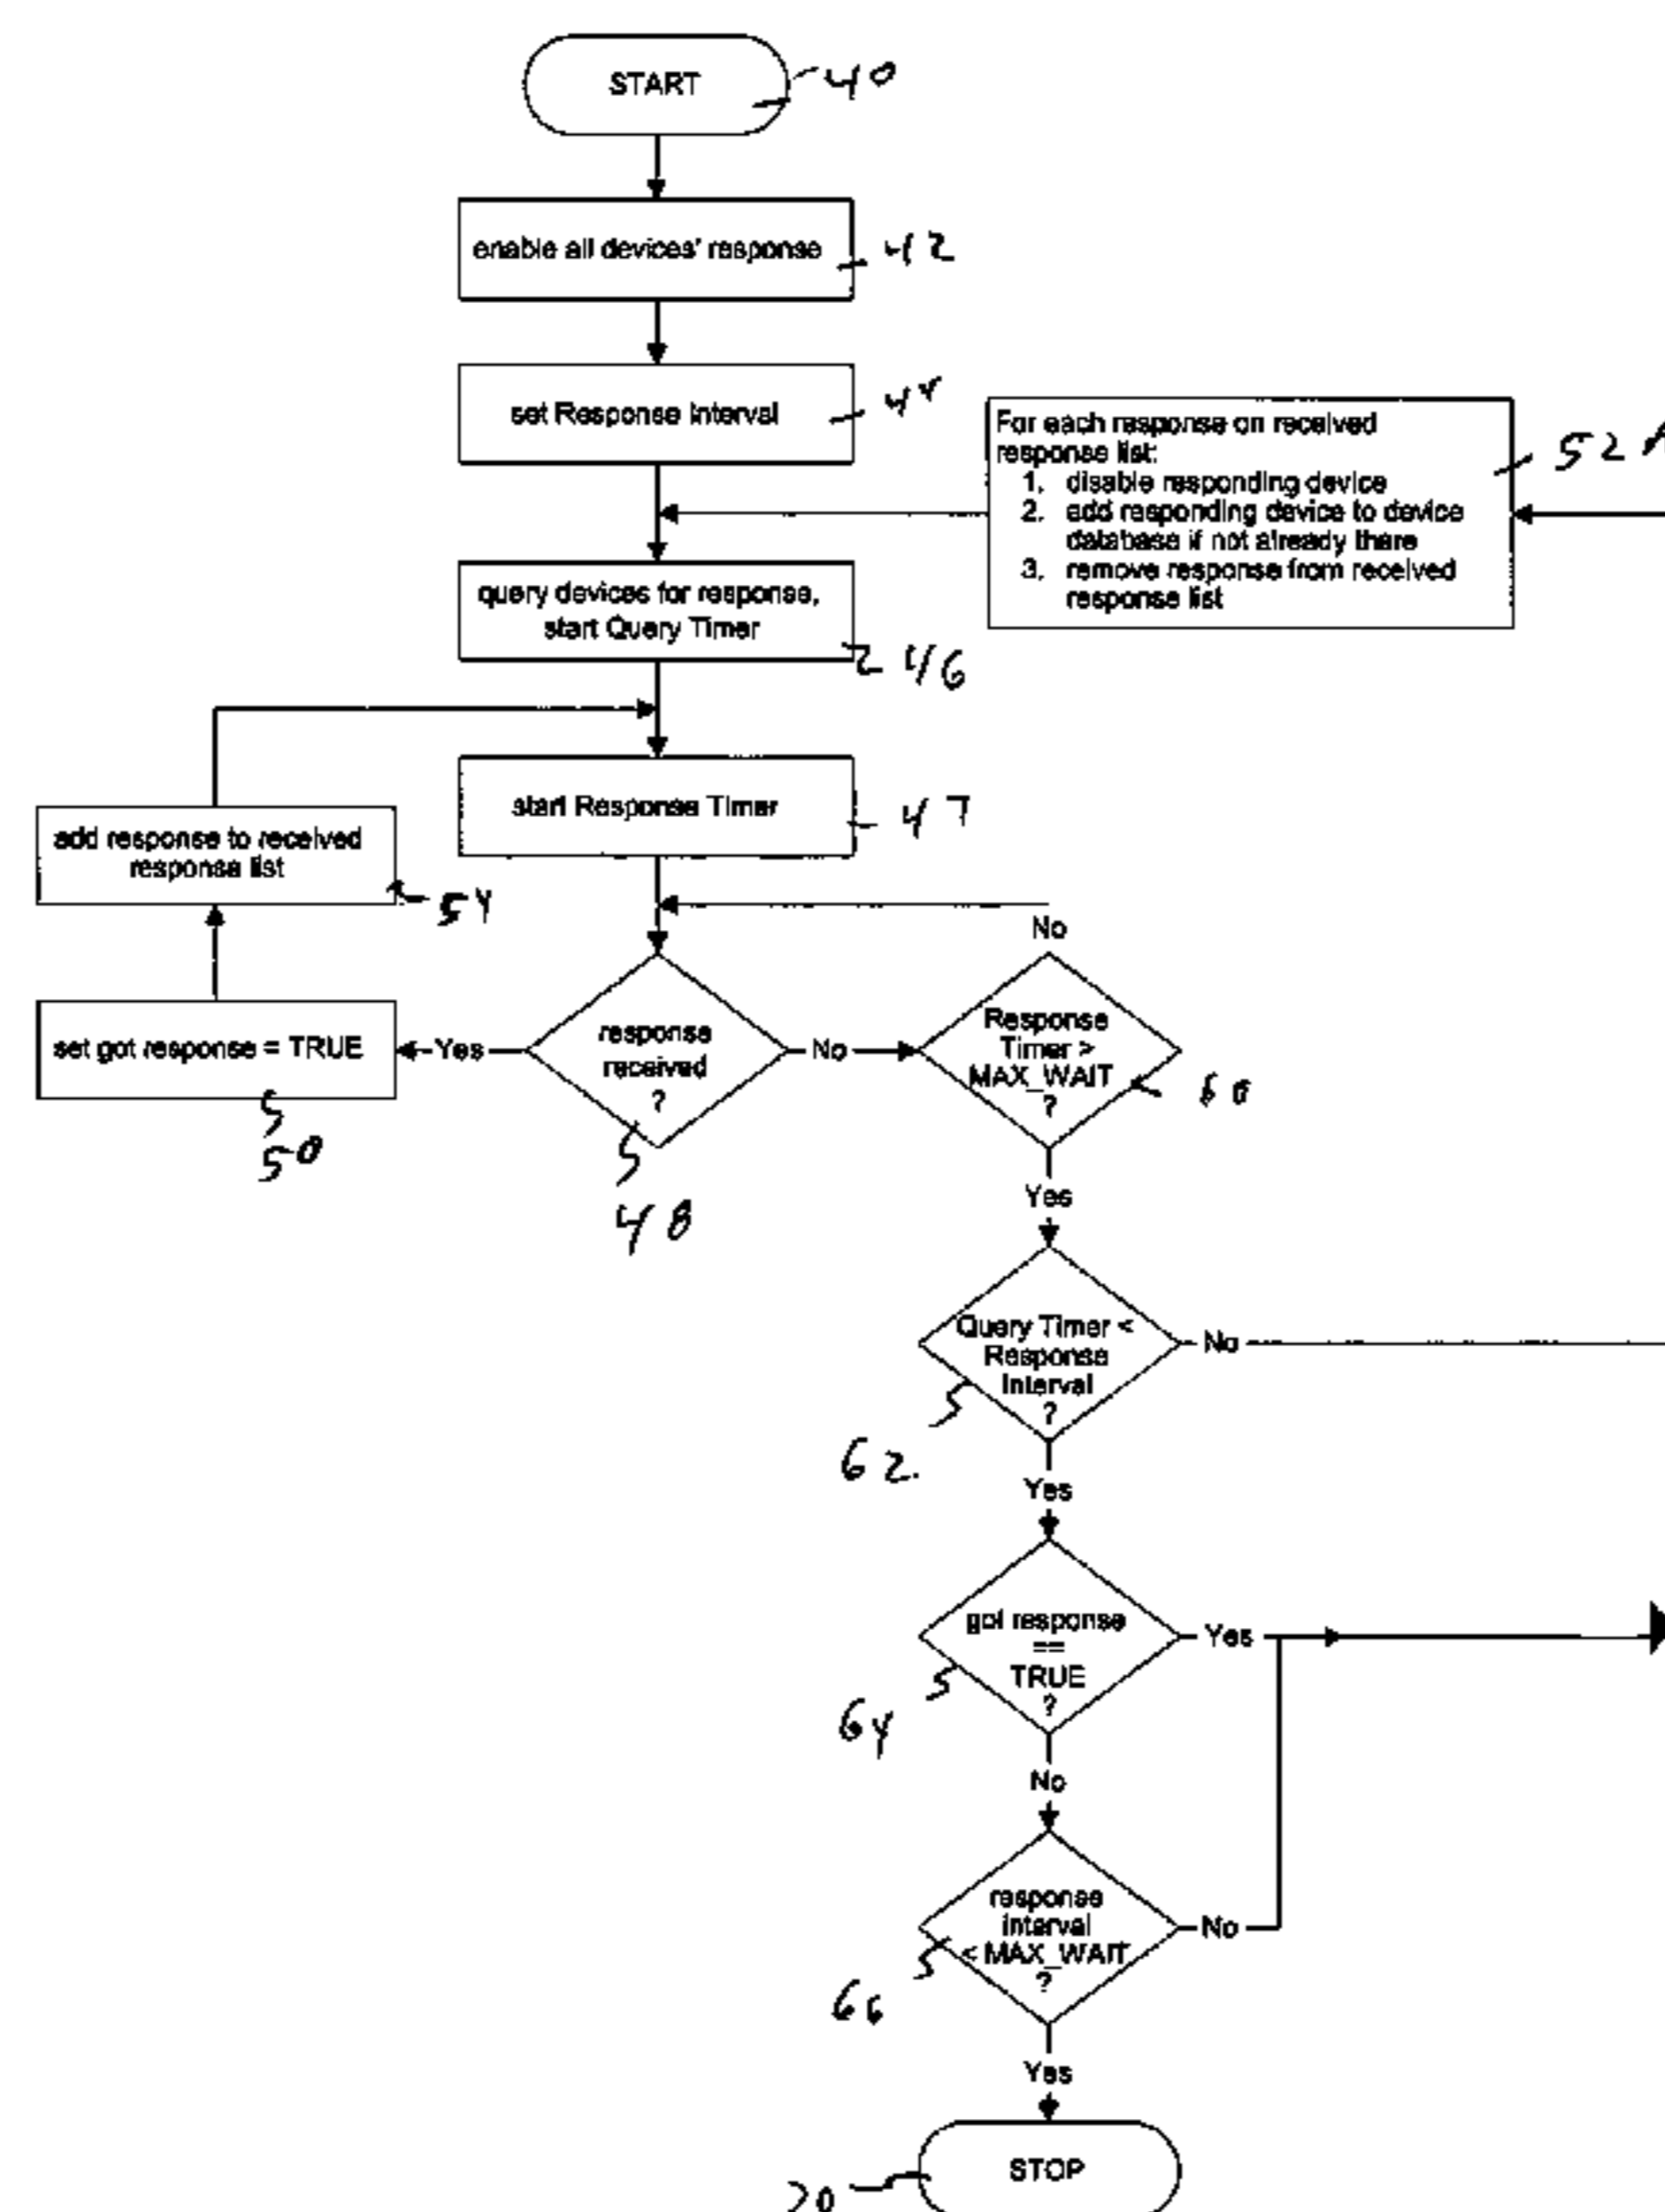 START
40
enable all devices' response
42
set Response Interval
44
For each response on received
response list:
1. disable responding device
2. add responding device to device
database if not already there
3. remove response from received
response list
52A
query devices for response,
start Query Timer
46
start Response Timer
47
add response to received
response list
54
No
set got response = TRUE
50
Yes
response
received
?
48
No
Response
Timer >
MAX_WAIT
?
60
Yes
Query Timer <
Response
Interval
?
62
No
Yes
got response
==
TRUE
?
64
Yes
No
response
interval
< MAX_WAIT
?
66
No
Yes
STOP